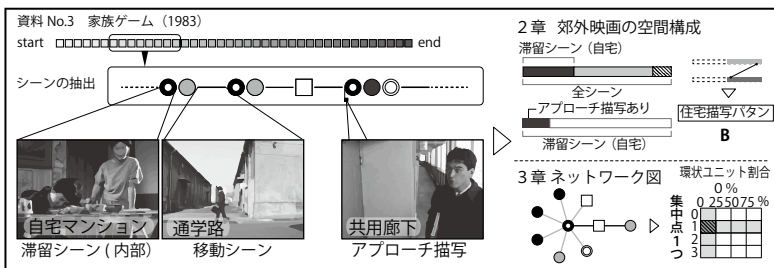 資料 No.3　家族ゲーム（1983）
start
end
シーンの抽出
自宅マンション
滞留シーン ( 内部 )
通学路
移動シーン
共用廊下
アプローチ描写
2 章　郊外映画の空間構成
滞留シーン（自宅）
全シーン
アプローチ描写あり
滞留シーン（自宅）
住宅描写パタン
B
3 章 ネットワーク図
環状ユニット割合
0 %
0 25 50 75 %
集中点1つ
0
1
2
3